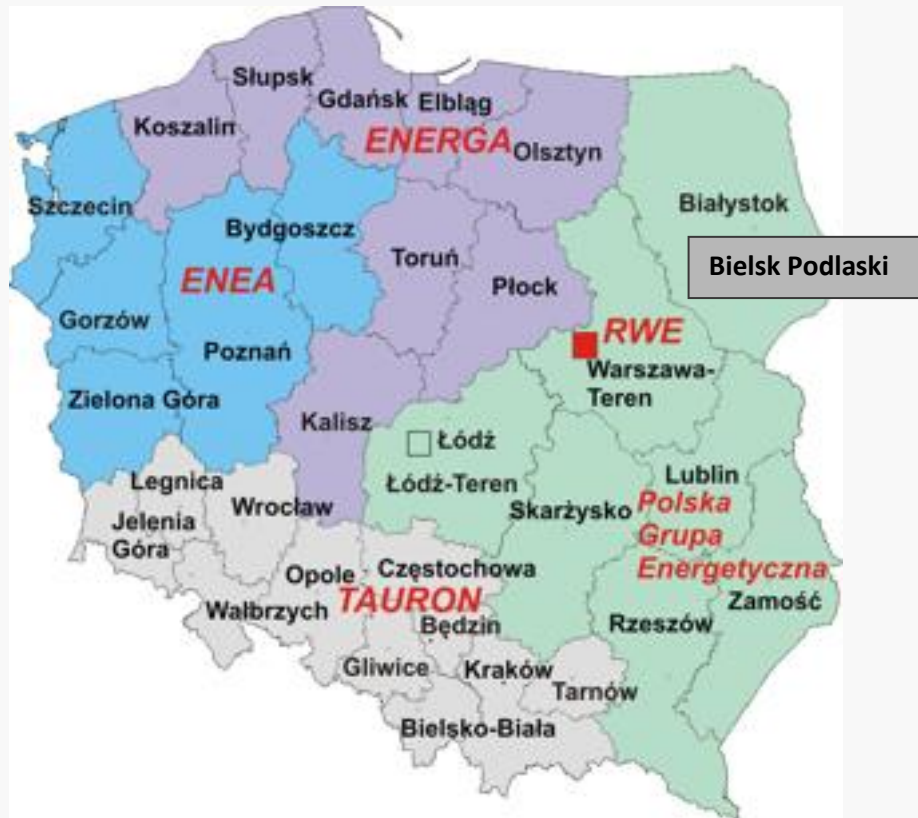 Słupsk
Gdańsk
Elbląg
Koszalin
ENERGA
Olsztyn
Szczecin
Białystok
Bydgoszcz
Toruń
Bielsk Podlaski
ENEA
Płock
Gorzów
RWE
Poznań
Warszawa-
Teren
Zielona Góra
Kalisz
Łódź
Legnica
Łódź-Teren
Lublin
Wrocław
Skarżysko
Polska
Grupa
Energetyczna
Jelenia
Góra
Opole
Częstochowa
Wałbrzych
TAURON
Zamość
Będzin
Rzeszów
Gliwice
Kraków
Tarnów
Bielsko-Biała